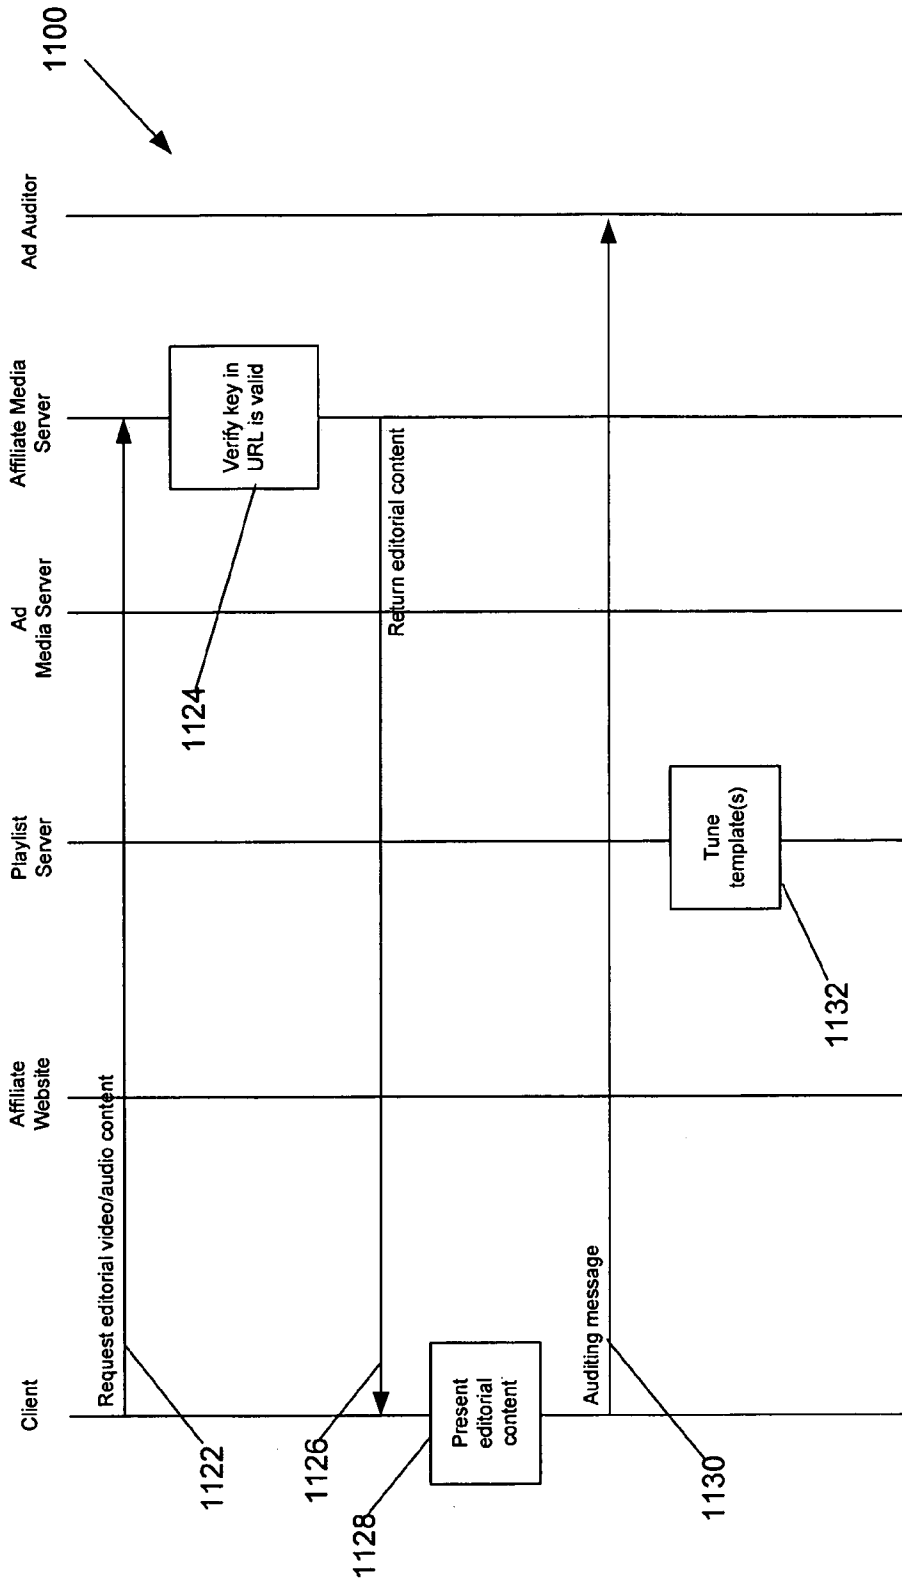 1100
Client
Affiliate
Website
Playlist
Server
Ad
Media Server
Affiliate Media
Server
Ad Auditor
Request editorial video/audio content
1122
Verify key in
URL is valid
1124
Return editorial content
1126
Present
editorial
content
1128
Auditing message
1130
Tune
template(s)
1132